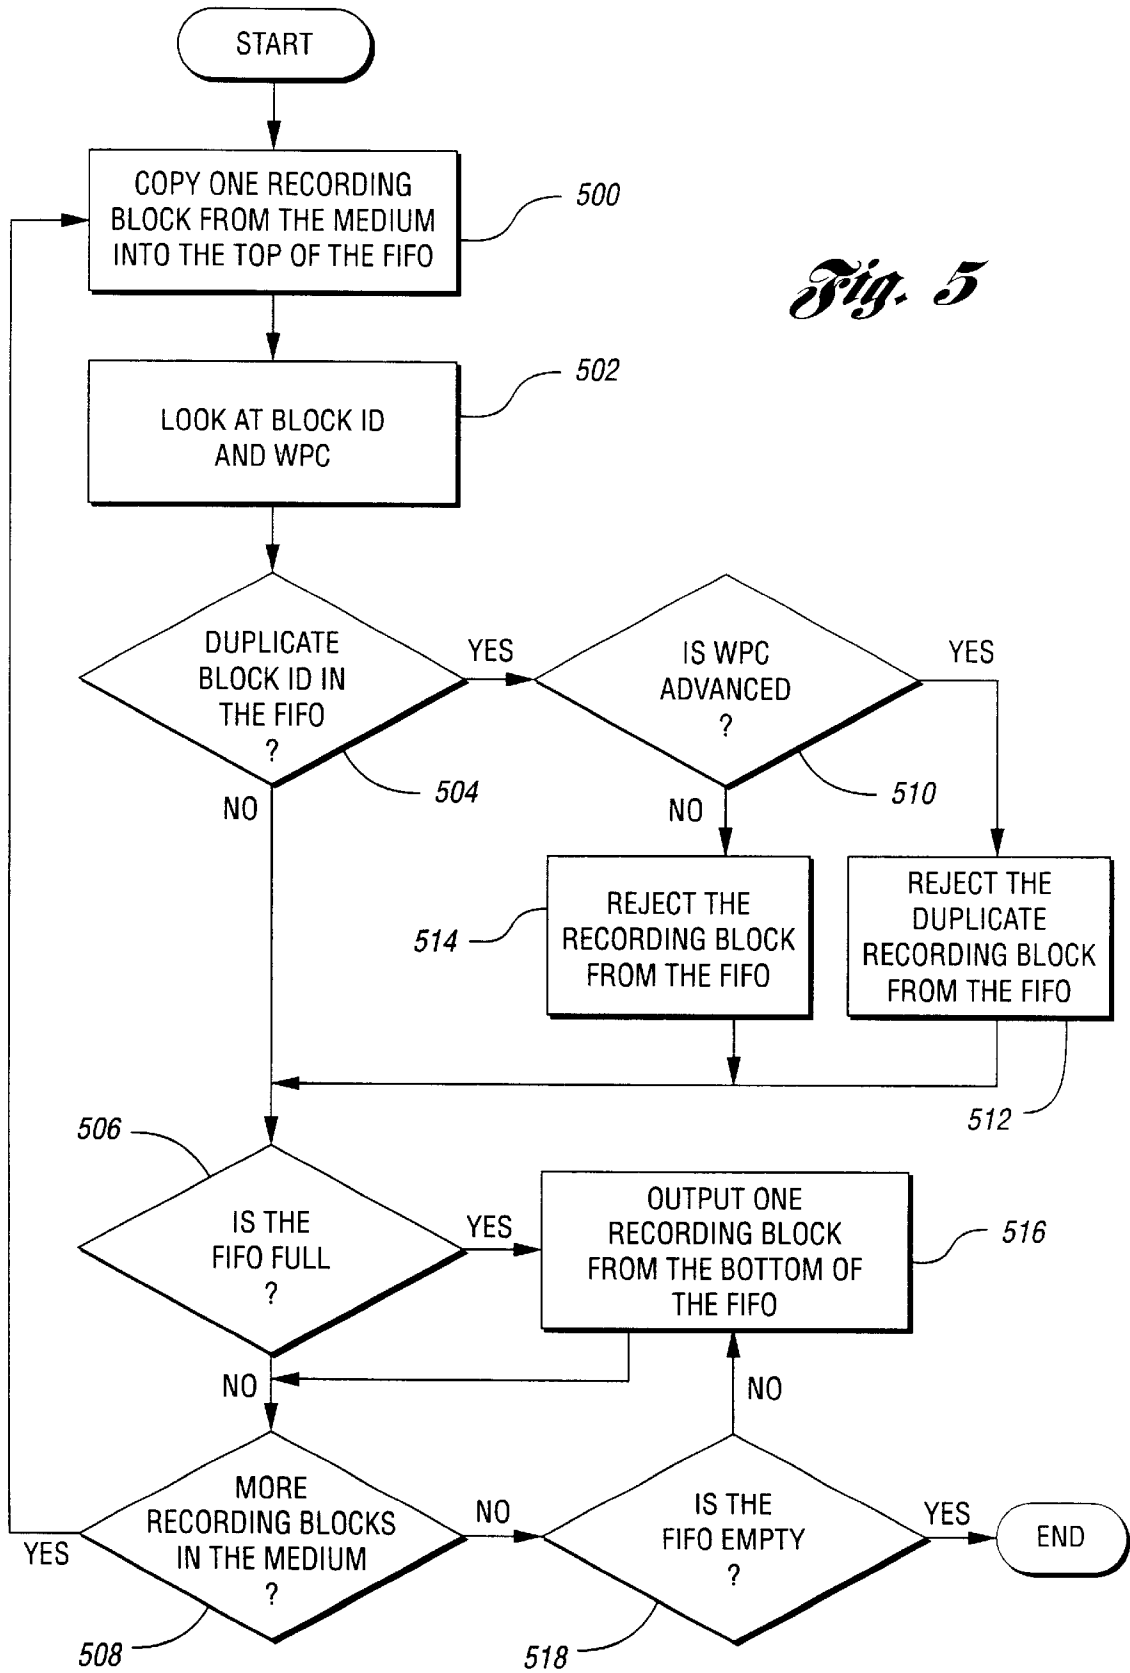 START
COPY ONE RECORDING
BLOCK FROM THE MEDIUM
INTO THE TOP OF THE FIFO
500
Fig. 5
LOOK AT BLOCK ID
AND WPC
502
DUPLICATE
BLOCK ID IN
THE FIFO
?
504
YES
NO
IS WPC
ADVANCED
?
510
YES
NO
514
REJECT THE
RECORDING BLOCK
FROM THE FIFO
REJECT THE
DUPLICATE
RECORDING BLOCK
FROM THE FIFO
512
506
IS THE
FIFO FULL
?
YES
NO
OUTPUT ONE
RECORDING BLOCK
FROM THE BOTTOM OF
THE FIFO
516
NO
MORE
RECORDING BLOCKS
IN THE MEDIUM
?
YES
NO
508
IS THE
FIFO EMPTY
?
518
YES
END